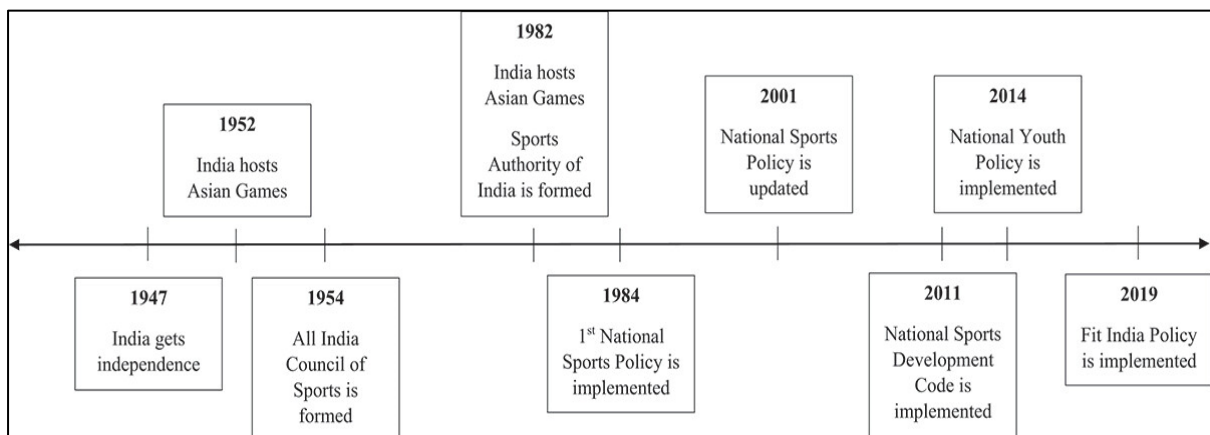 1982
India hosts
Asian Games
Sports
Authority of
India is formed
1952
India hosts
Asian Games
2001
National Sports
Policy is
updated
2014
National Youth
Policy is
implemented
1947
India gets
independence
1954
All India
Council of
Sports is
formed
1984
1st National
Sports Policy is
implemented
2011
National Sports
Development
Code is
implemented
2019
Fit India Policy
is implemented